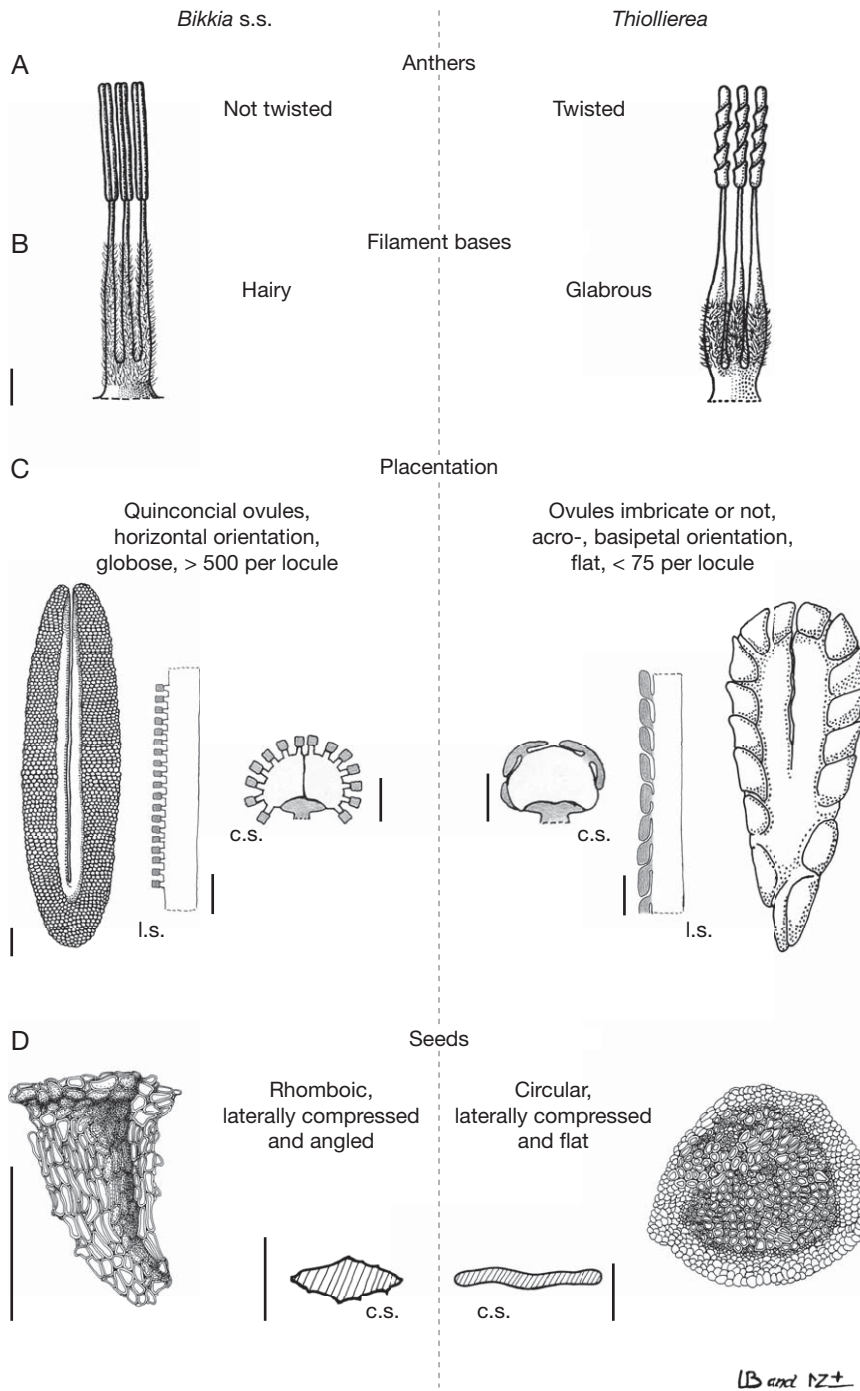 Bikkia s.s. Thiollierea
A Anthers
Not twisted Twisted
B Filament bases
Hairy Glabrous
C Placentation
Quinconcial ovules,
horizontal orientation,
globose, > 500 per locule
Ovules imbricate or not,
acro-, basipetal orientation,
flat, < 75 per locule
c.s. c.s.
l.s. l.s.
D Seeds
Rhomboic,
laterally compressed
and angled
Circular,
laterally compressed
and flat
c.s. c.s.
LB and